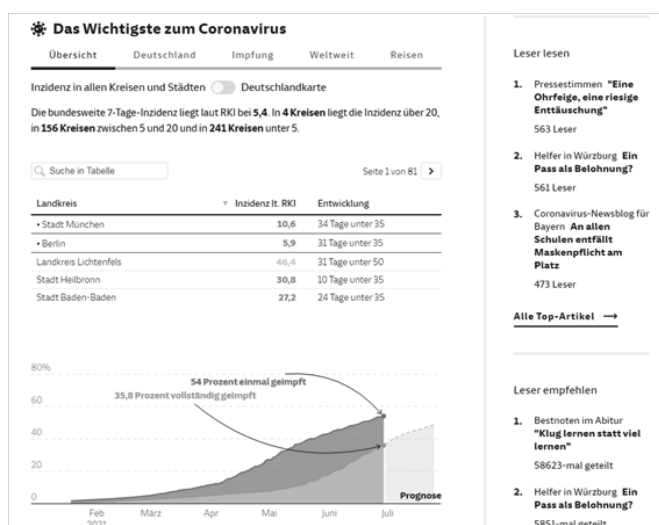 Das Wichtigste zum Coronavirus
Übersicht Deutschland Impfung Weltweit Reisen
Inzidenz in allen Kreisen und Städten Deutschlandkarte
Die bundesweite 7-Tage-Inzidenz liegt laut RKI bei 5,4. In 4 Kreisen liegt die Inzidenz über 20,
in 156 Kreisen zwischen 5 und 20 und in 241 Kreisen unter 5.
Suche in Tabelle Seite 1 von 81 >
Landkreis ▼ Inzidenz lt. RKI Entwicklung
• Stadt München 10,6 34 Tage unter 35
• Berlin 5,9 31 Tage unter 35
Landkreis Lichtenfels 46,4 31 Tage unter 50
Stadt Heilbronn 30,8 10 Tage unter 35
Stadt Baden-Baden 27,2 24 Tage unter 35
80%
54 Prozent einmal geimpft
35,8 Prozent vollständig geimpft
60
40
20
0
Prognose
Feb März Apr Mai Juni Juli
2021
Leser lesen
1. Pressestimmen "Eine
Ohrfeige, eine riesige
Enttäuschung"
563 Leser
2. Helfer in Würzburg Ein
Pass als Belohnung?
561 Leser
3. Coronavirus-Newsblog für
Bayern An allen
Schulen entfällt
Maskenpflicht am
Platz
473 Leser
Alle Top-Artikel →
Leser empfehlen
1. Bestnoten im Abitur
"Klug lernen statt viel
lernen"
58623-mal geteilt
2. Helfer in Würzburg Ein
Pass als Belohnung?
5851-mal geteilt